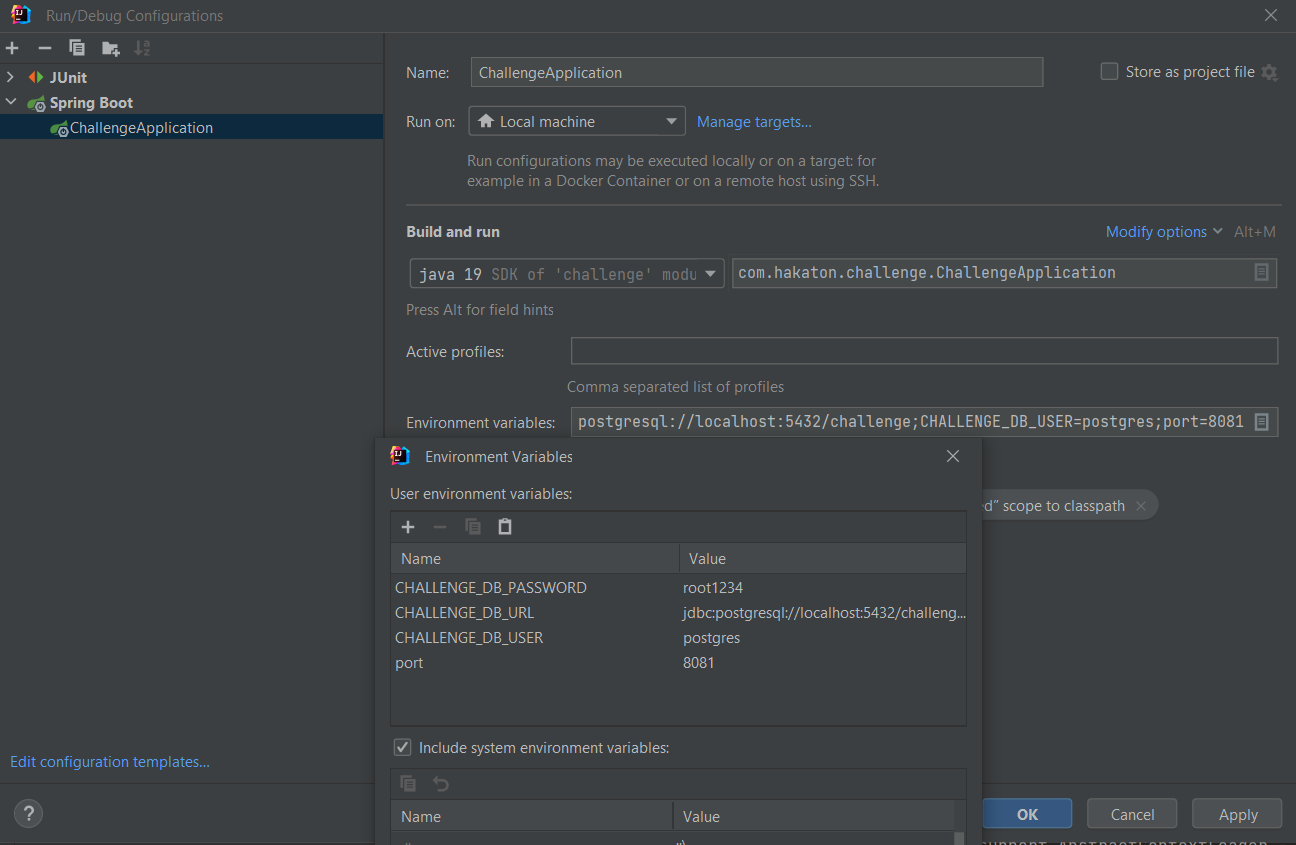 Run/Debug Configurations
JUnit
Spring Boot
ChallengeApplication
Name: ChallengeApplication Store as project file
Run on: Local machine Manage targets...
Run configurations may be executed locally or on a target: for
example in a Docker Container or on a remote host using SSH.
Build and run Modify options Alt+M
java 19 SDK of 'challenge' modu com.hakaton.challenge.ChallengeApplication
Press Alt for field hints
Active profiles:
Comma separated list of profiles
Environment variables: postgresql://localhost:5432/challenge;CHALLENGE_DB_USER=postgres;port=8081
Environment Variables
User environment variables:
scope to classpath
Name Value
CHALLENGE_DB_PASSWORD root1234
CHALLENGE_DB_URL jdbc:postgresql://localhost:5432/challeng...
CHALLENGE_DB_USER postgres
port 8081
Include system environment variables:
Edit configuration templates...
Name Value
? OK Cancel Apply